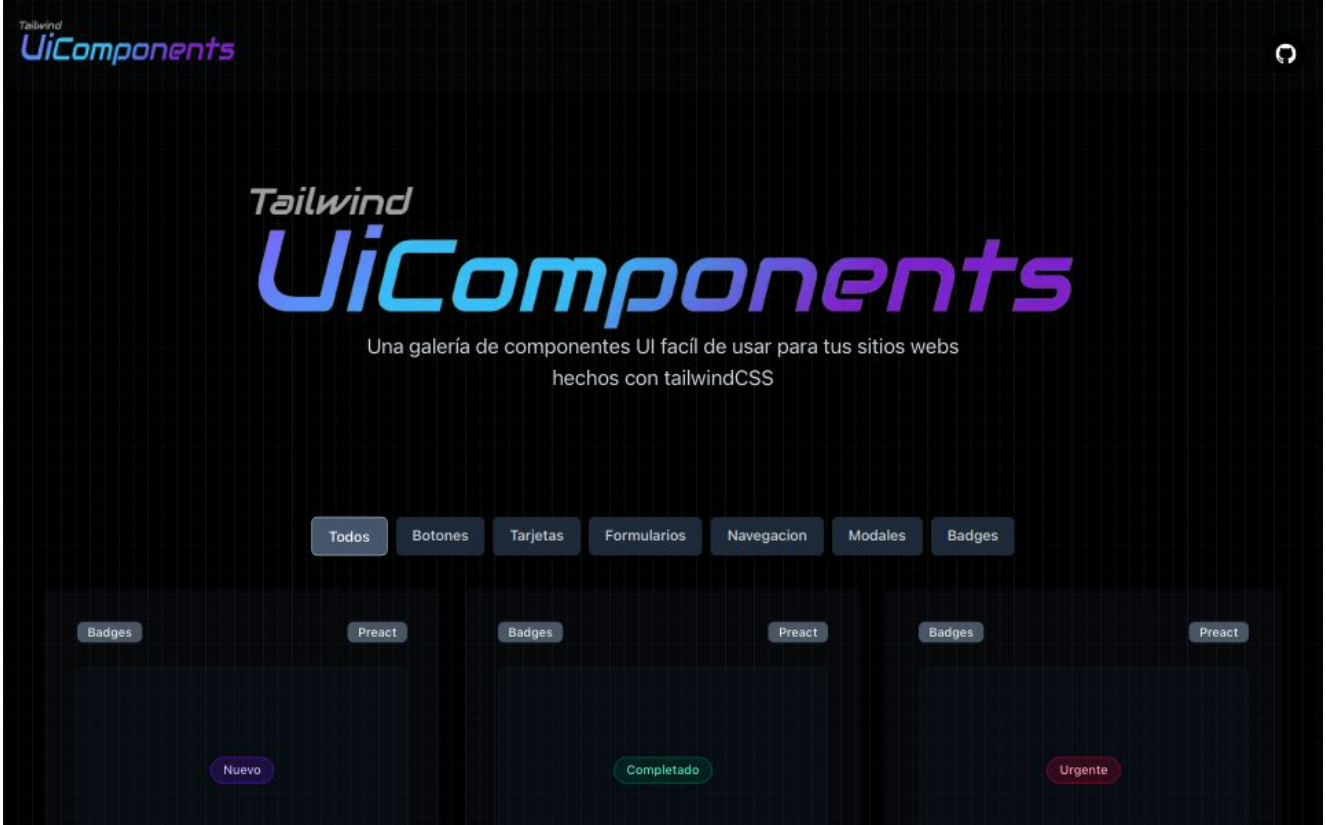 Tailwind
UiComponents
Tailwind
UiComponents
Una galería de componentes UI facíl de usar para tus sitios webs
hechos con tailwindCSS
Todos Botones Tarjetas Formularios Navegacion Modales Badges
Badges Preact Badges Preact Badges Preact
Nuevo Completado Urgente